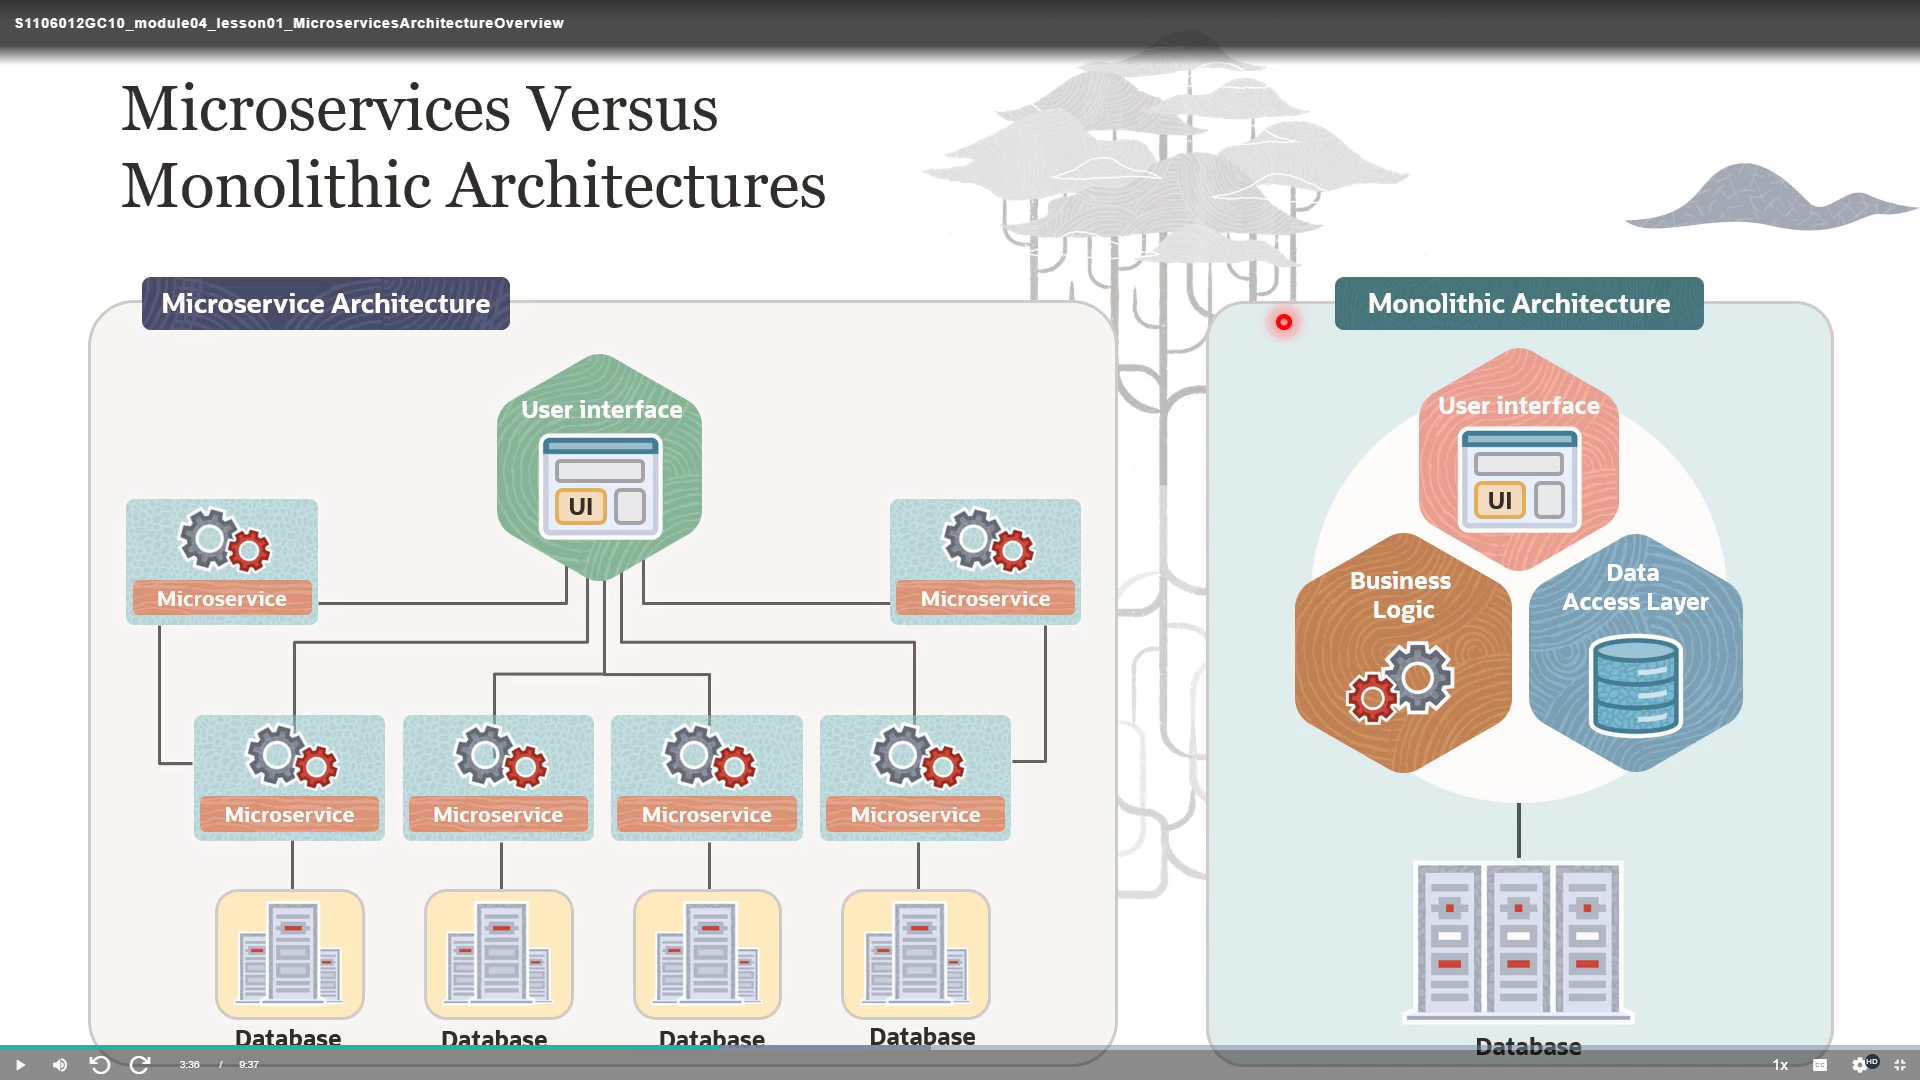 S1106012GC10_module04_lesson01_MicroservicesArchitectureOverview
Microservices Versus
Monolithic Architectures
Microservice Architecture
User interface
UI
Microservice
Microservice
Microservice
Microservice
Microservice
Microservice
Database
Database
Database
Database
Monolithic Architecture
User interface
UI
Business
Logic
Data
Access Layer
Database
3:36 / 9:37
1x
CC
HD